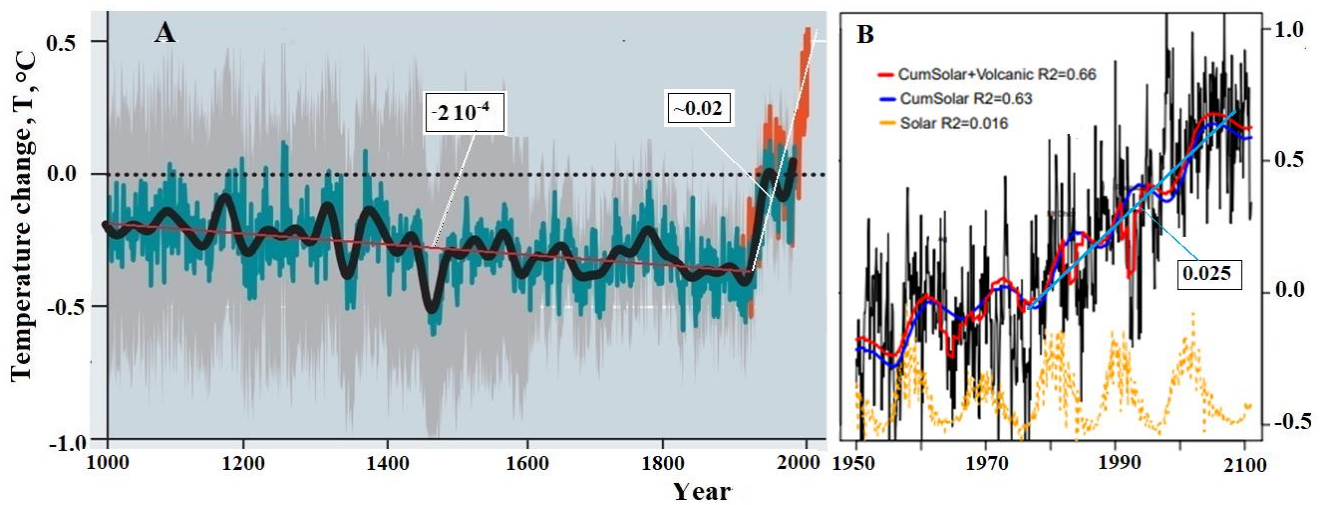 A
B
Temperature change, T, °C
0.5
0.0
-0.5
-1.0
-2 10-4
~0.02
1000 1200 1400 1600 1800 2000
Year
CumSolar+Volcanic R2=0.66
CumSolar R2=0.63
Solar R2=0.016
0.025
1.0
0.5
0.0
-0.5
1950 1970 1990 2100